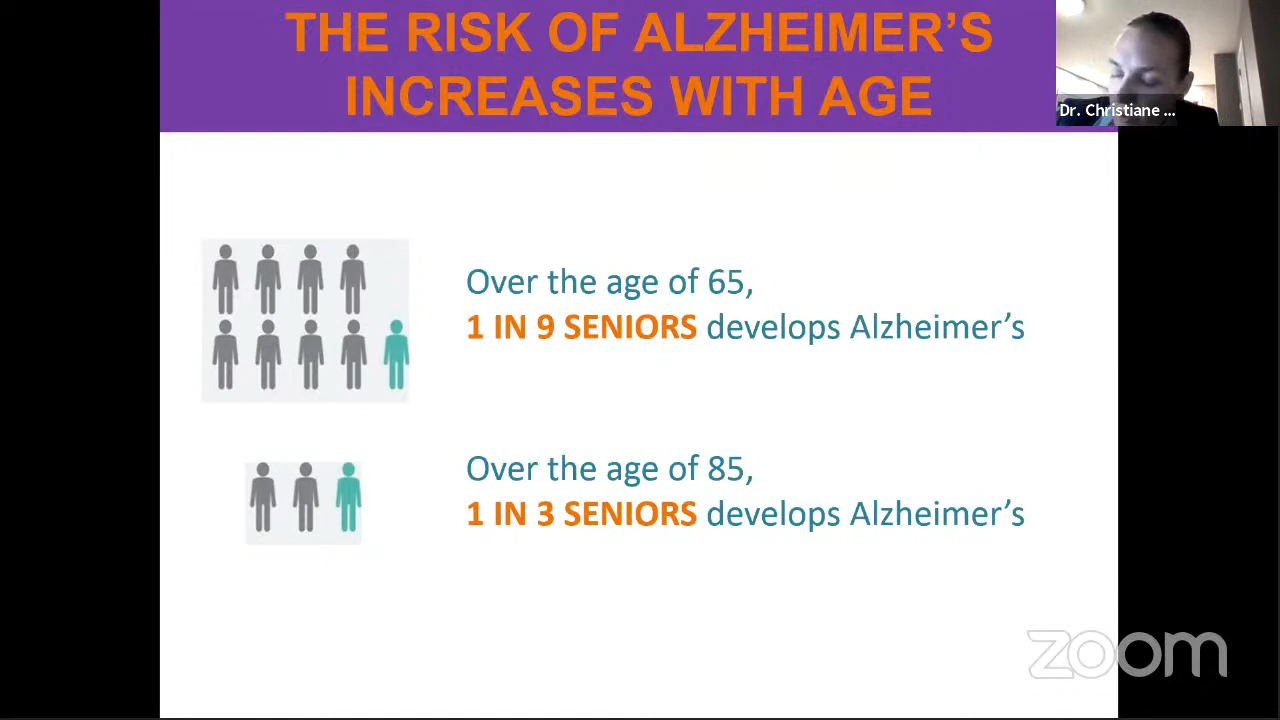 THE RISK OF ALZHEIMER’S
INCREASES WITH AGE
Dr. Christiane ...
Over the age of 65,
1 IN 9 SENIORS develops Alzheimer’s
Over the age of 85,
1 IN 3 SENIORS develops Alzheimer’s
zoom